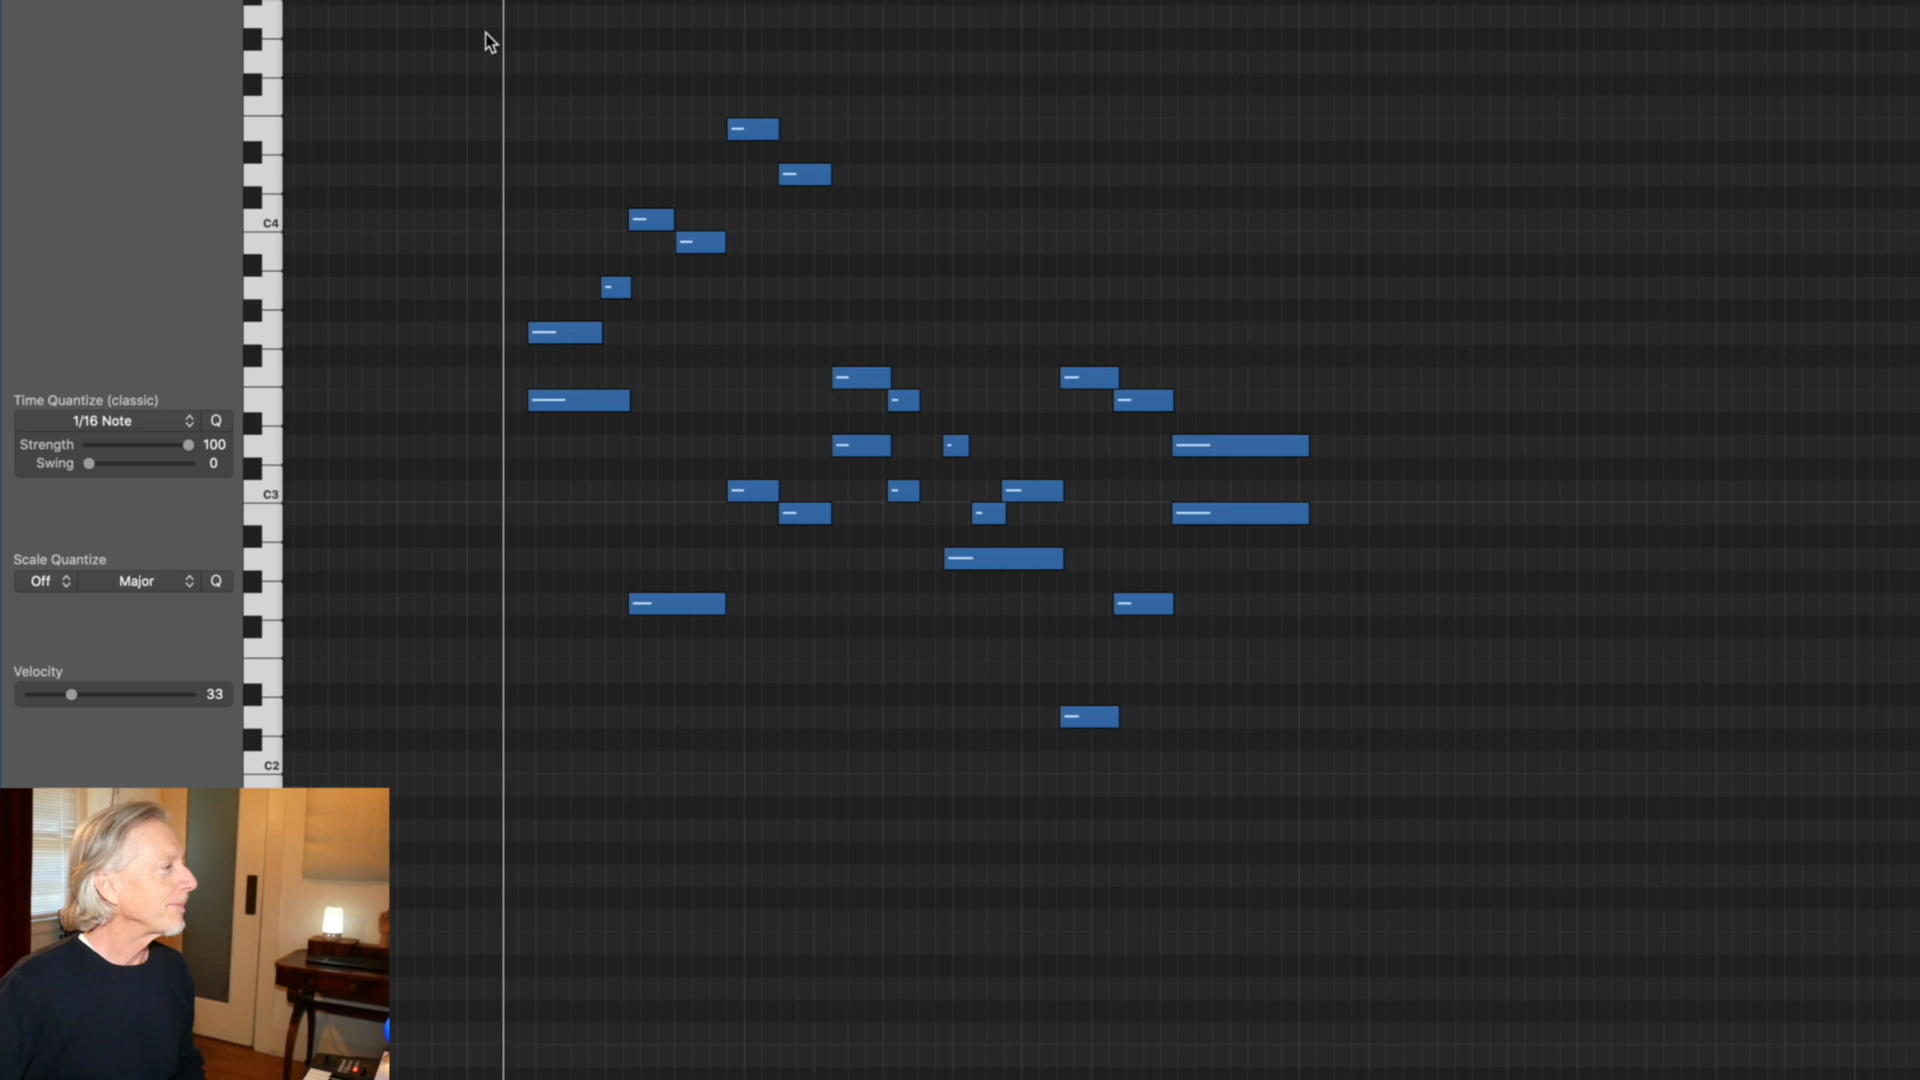 C4
Time Quantize (classic)
1/16 Note Q
Strength 100
Swing 0
C3
Scale Quantize
Off Major Q
Velocity
33
C2